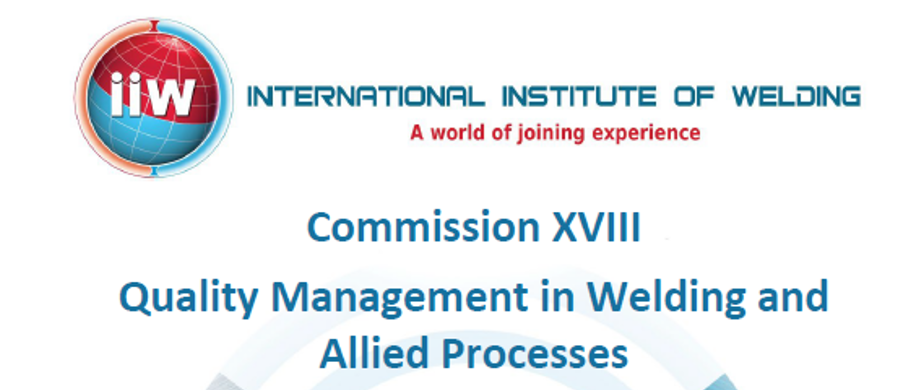 iiw
INTERNATIONAL INSTITUTE OF WELDING
A world of joining experience
Commission XVIII
Quality Management in Welding and
Allied Processes